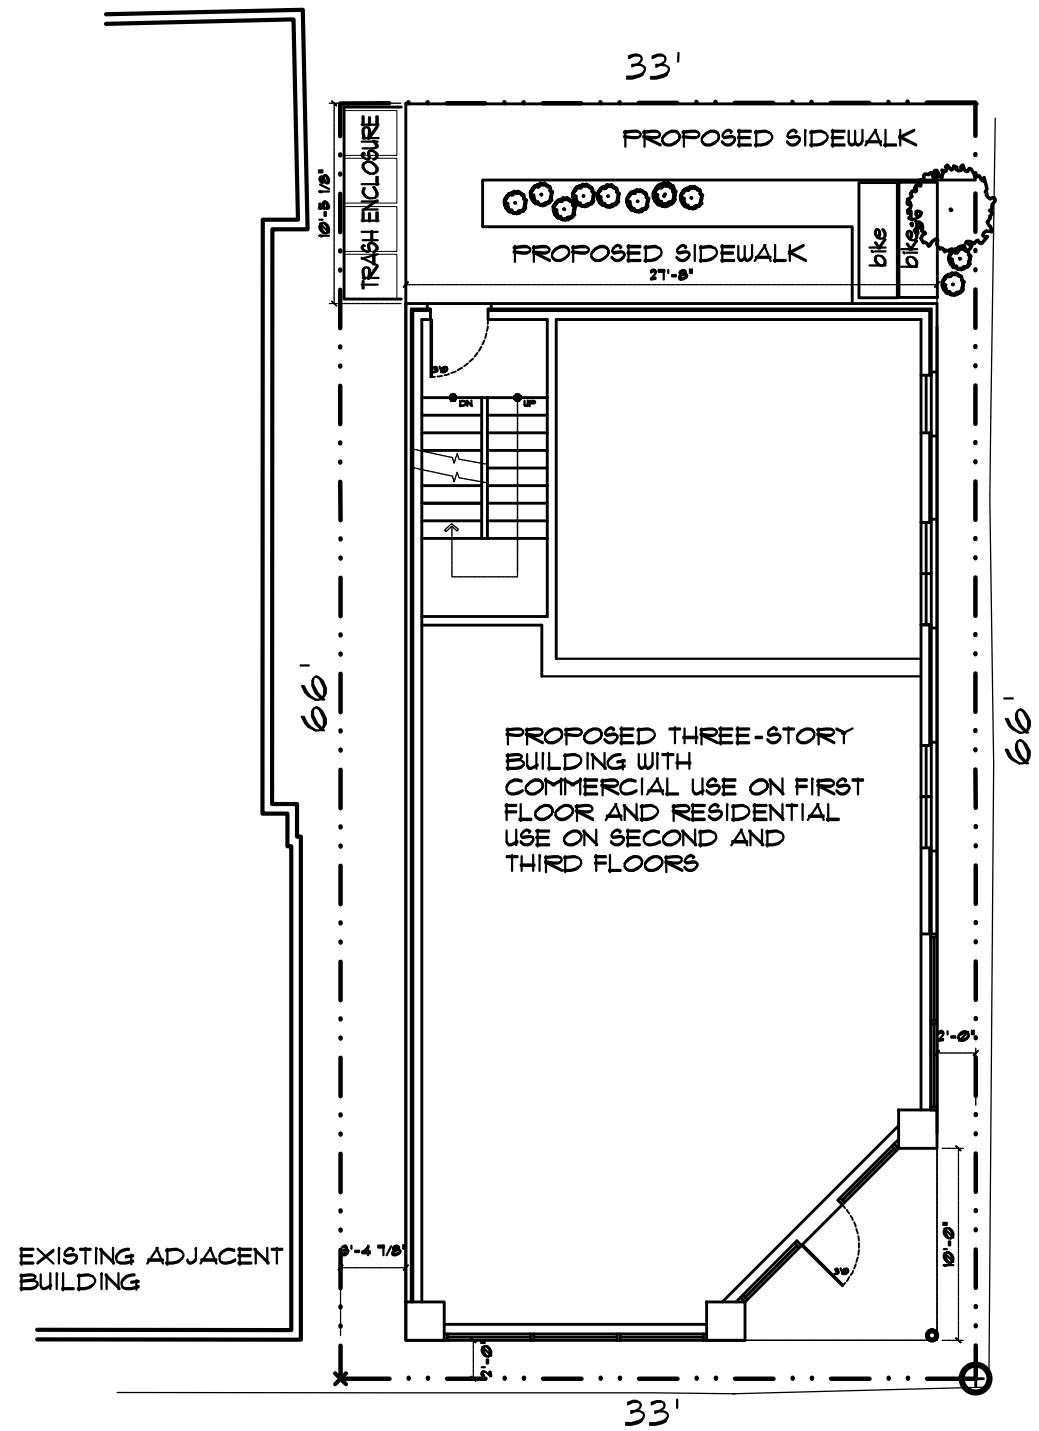 33'
PROPOSED SIDEWALK
TRASH ENCLOSURE
10'-5 1/8"
bike
bike
PROPOSED SIDEWALK
27'-8"
3'0
DN
UP
66'
66'
PROPOSED THREE-STORY
BUILDING WITH
COMMERCIAL USE ON FIRST
FLOOR AND RESIDENTIAL
USE ON SECOND AND
THIRD FLOORS
2'-0"
EXISTING ADJACENT
BUILDING
3'-4 7/8"
10'-0"
3'0
2'-0"
33'